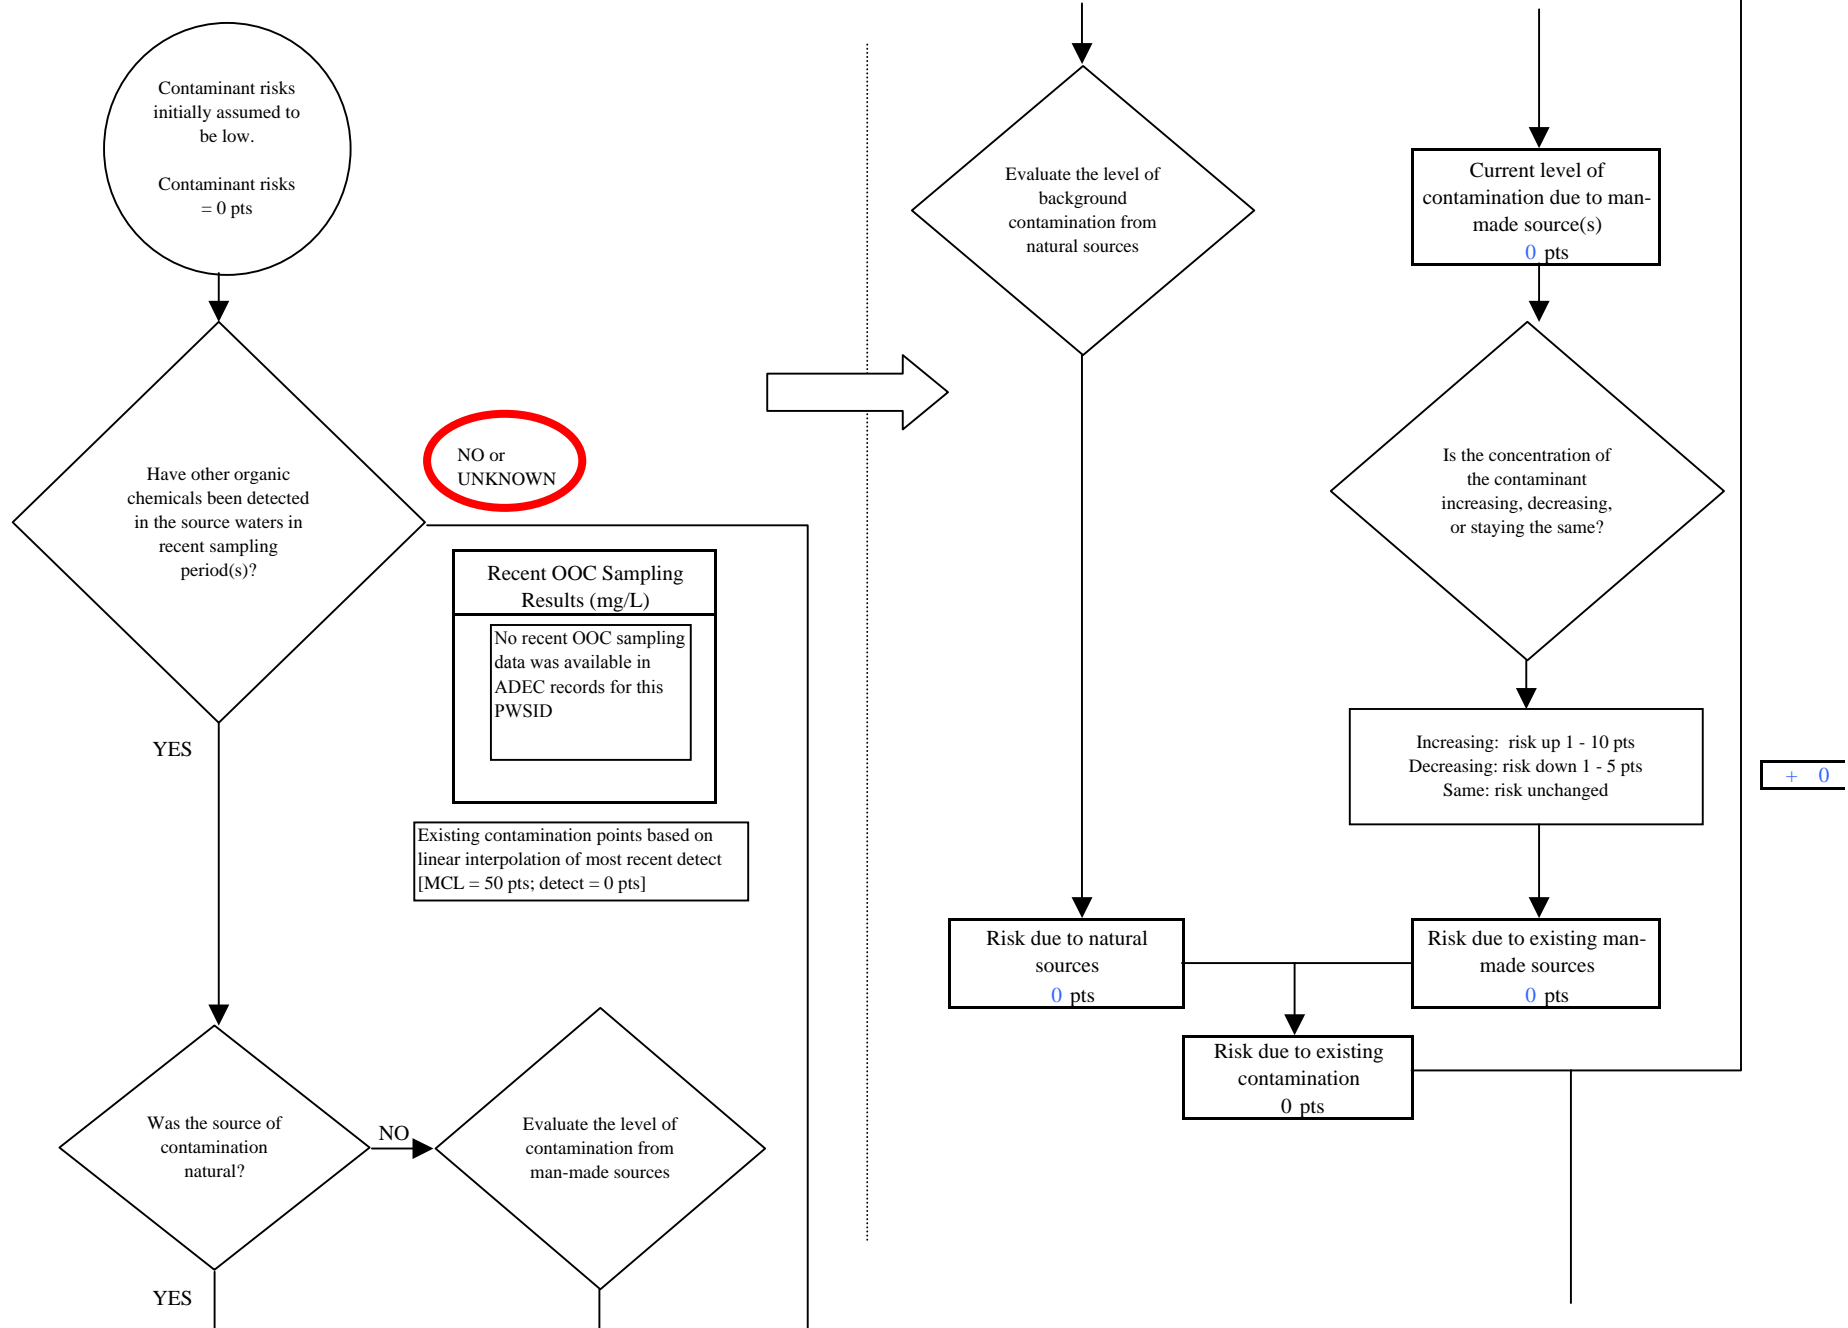 Contaminant risks
initially assumed to
be low.
Contaminant risks
= 0 pts
Have other organic
chemicals been detected
in the source waters in
recent sampling
period(s)?
NO or
UNKNOWN
Recent OOC Sampling
Results (mg/L)
No recent OOC sampling
data was available in
ADEC records for this
PWSID
YES
Existing contamination points based on
linear interpolation of most recent detect
[MCL = 50 pts; detect = 0 pts]
Was the source of
contamination
natural?
NO
Evaluate the level of
contamination from
man-made sources
YES
Evaluate the level of
background
contamination from
natural sources
Current level of
contamination due to man-
made source(s)
0 pts
Is the concentration of
the contaminant
increasing, decreasing,
or staying the same?
Increasing: risk up 1 - 10 pts
Decreasing: risk down 1 - 5 pts
Same: risk unchanged
+ 0
Risk due to natural
sources
0 pts
Risk due to existing man-
made sources
0 pts
Risk due to existing
contamination
0 pts